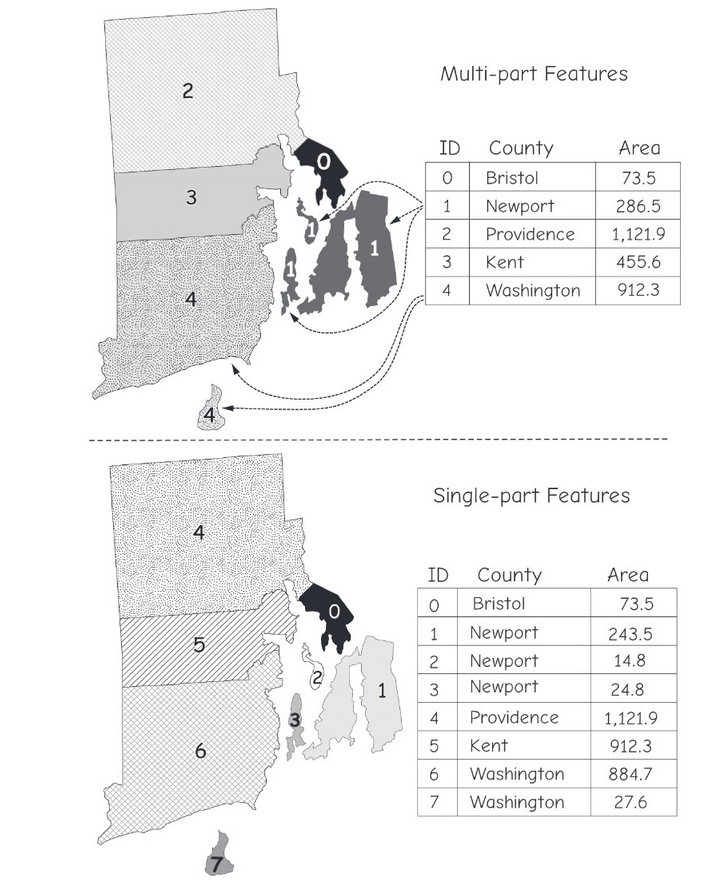 Multi-part Features
ID County Area
0 Bristol 73.5
1 Newport 286.5
2 Providence 1,121.9
3 Kent 455.6
4 Washington 912.3
2
0
3
1
1
1
4
4
Single-part Features
ID County Area
0 Bristol 73.5
1 Newport 243.5
2 Newport 14.8
3 Newport 24.8
4 Providence 1,121.9
5 Kent 912.3
6 Washington 884.7
7 Washington 27.6
4
0
5
2
1
3
6
7